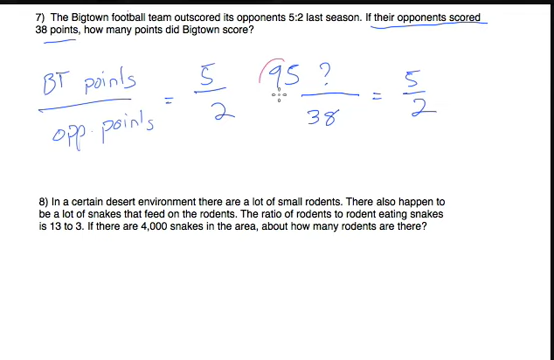 7) The Bigtown football team outscored its opponents 5:2 last season. If their opponents scored
38 points, how many points did Bigtown score?
BT points
opp. points
=
5
2
95 ?
38
=
5
2
8) In a certain desert environment there are a lot of small rodents. There also happen to
be a lot of snakes that feed on the rodents. The ratio of rodents to rodent eating snakes
is 13 to 3. If there are 4,000 snakes in the area, about how many rodents are there?